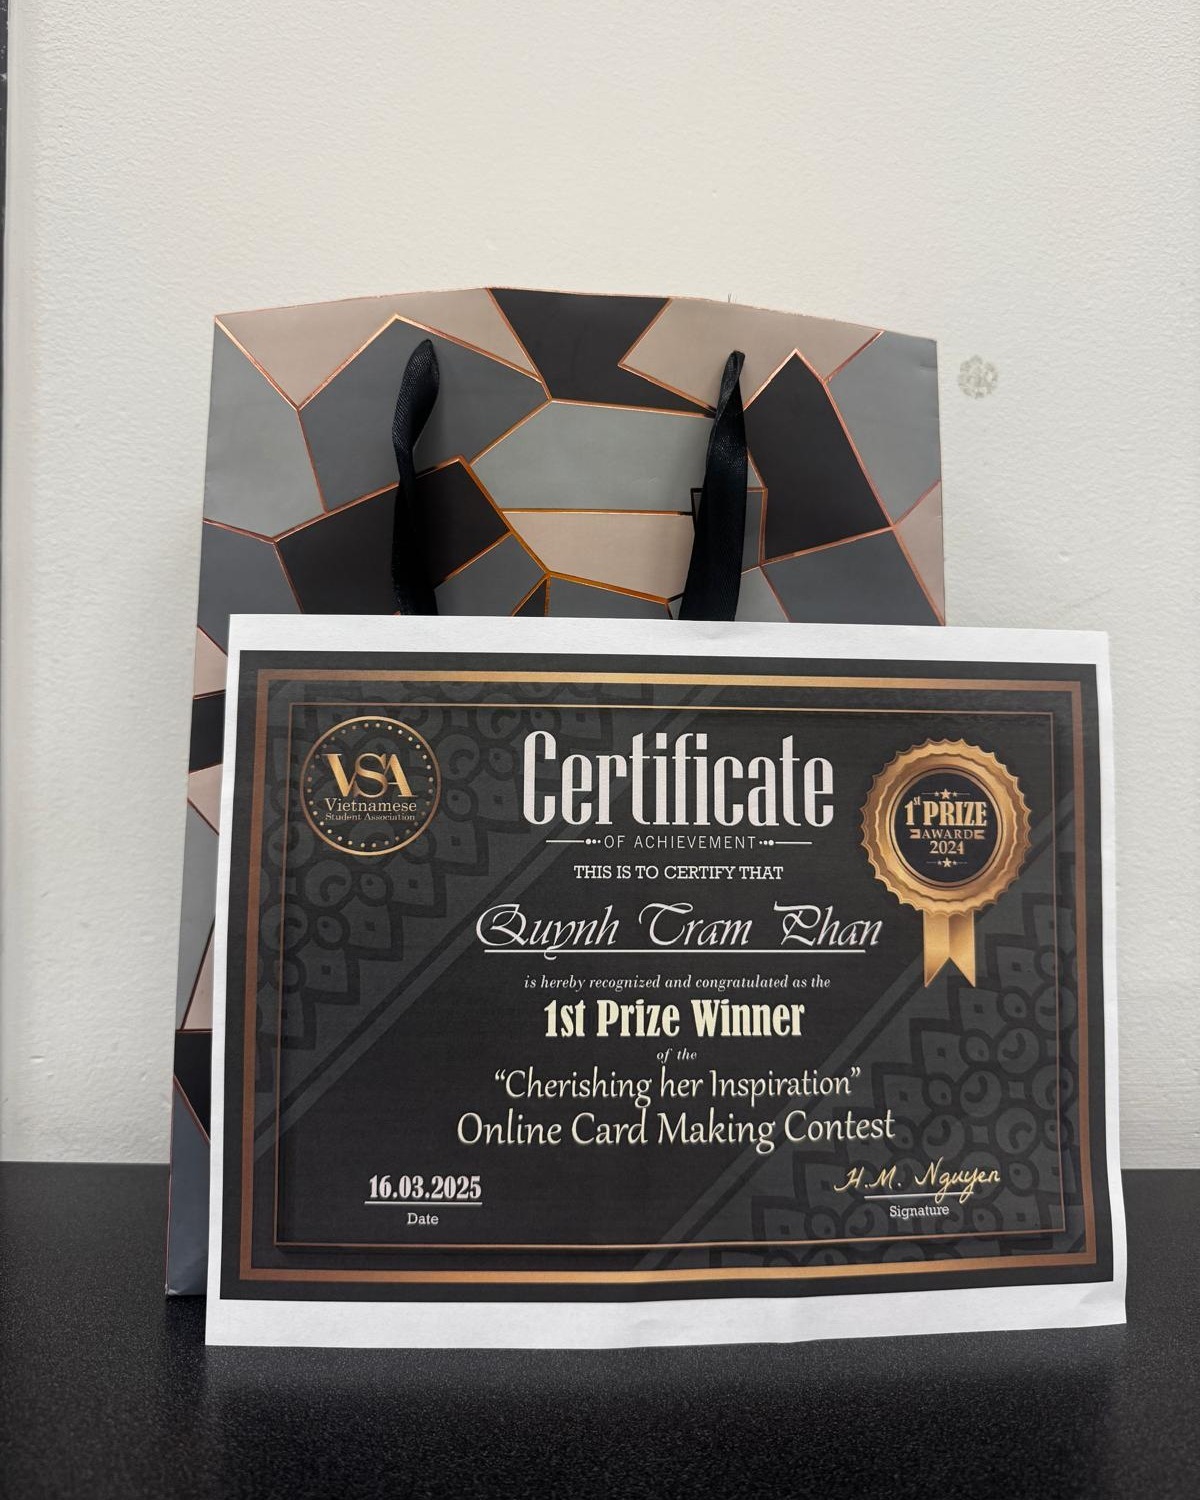 VSA
Vietnamese
Student Association
Certificate
OF ACHIEVEMENT
1st PRIZE
AWARD
2024
THIS IS TO CERTIFY THAT
Quynh Tram Phan
is hereby recognized and congratulated as the
1st Prize Winner
of the
“Cherishing her Inspiration”
Online Card Making Contest
16.03.2025
Date
H.M. Nguyen
Signature